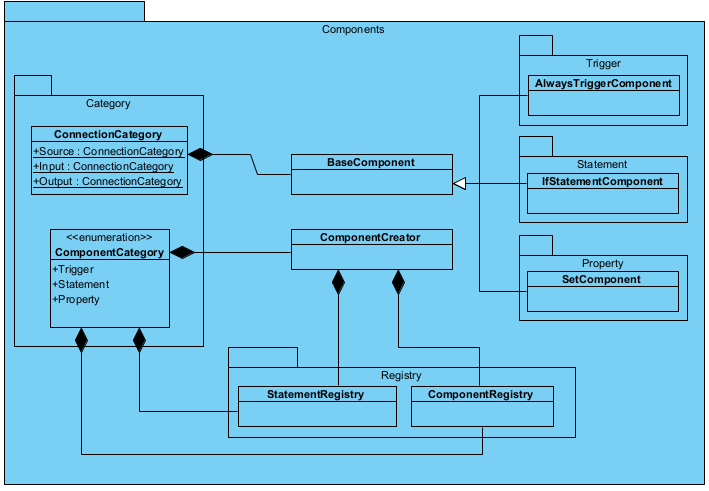 Components
Category
ConnectionCategory
+Source : ConnectionCategory
+Input : ConnectionCategory
+Output : ConnectionCategory
<<enumeration>>
ComponentCategory
+Trigger
+Statement
+Property
BaseComponent
ComponentCreator
Trigger
AlwaysTriggerComponent
Statement
IfStatementComponent
Property
SetComponent
Registry
StatementRegistry
ComponentRegistry